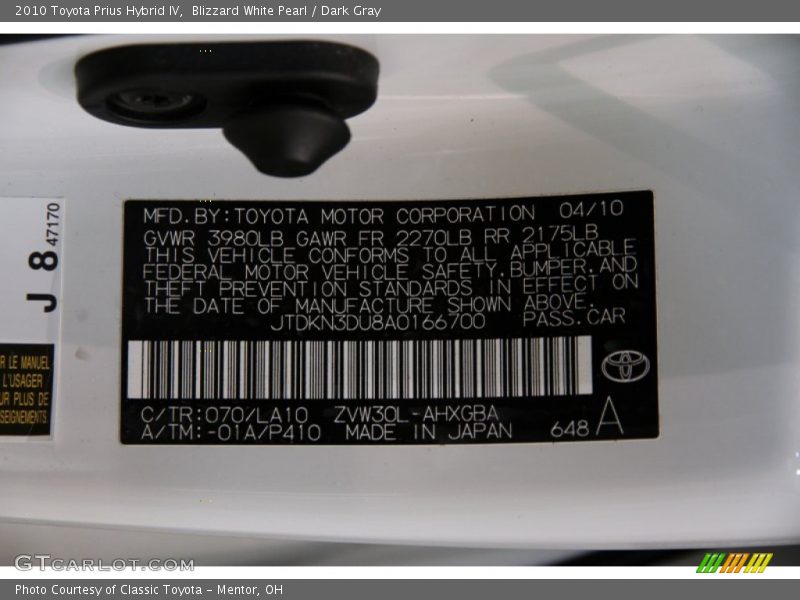 2010 Toyota Prius Hybrid IV,  Blizzard White Pearl / Dark Gray
J 8 47170
R LE MANUEL
L'USAGER
UR PLUS DE
SEIGNEMENTS
MFD. BY: TOYOTA MOTOR CORPORATION 04/10
GVWR 3980LB GAWR FR 2270LB RR 2175LB
THIS VEHICLE CONFORMS TO ALL APPLICABLE
FEDERAL MOTOR VEHICLE SAFETY, BUMPER, AND
THEFT PREVENTION STANDARDS IN EFFECT ON
THE DATE OF MANUFACTURE SHOWN ABOVE.
JTDKN3DU8A0166700 PASS. CAR
C/TR:070/LA10 ZVW30L-AHXGBA
A/TM:-01A/P410 MADE IN JAPAN 648 A
GTCARLOT.COM
Photo Courtesy of Classic Toyota - Mentor, OH